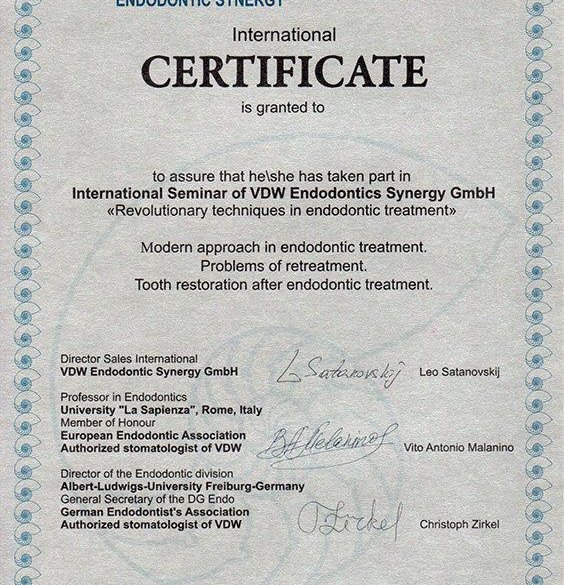 ENDODONTIC SYNERGY
International
CERTIFICATE
is granted to
to assure that he\she has taken part in
International Seminar of VDW Endodontics Synergy GmbH
«Revolutionary techniques in endodontic treatment»
Modern approach in endodontic treatment.
Problems of retreatment.
Tooth restoration after endodontic treatment.
Director Sales International
VDW Endodontic Synergy GmbH
L Satanovskij Leo Satanovskij
Professor in Endodontics
University "La Sapienza", Rome, Italy
Member of Honour
European Endodontic Association
Authorized stomatologist of VDW
Vito Antonio Malanino
Director of the Endodontic division
Albert-Ludwigs-University Freiburg-Germany
General Secretary of the DG Endo
German Endodontist's Association
Authorized stomatologist of VDW
Zirkel Christoph Zirkel